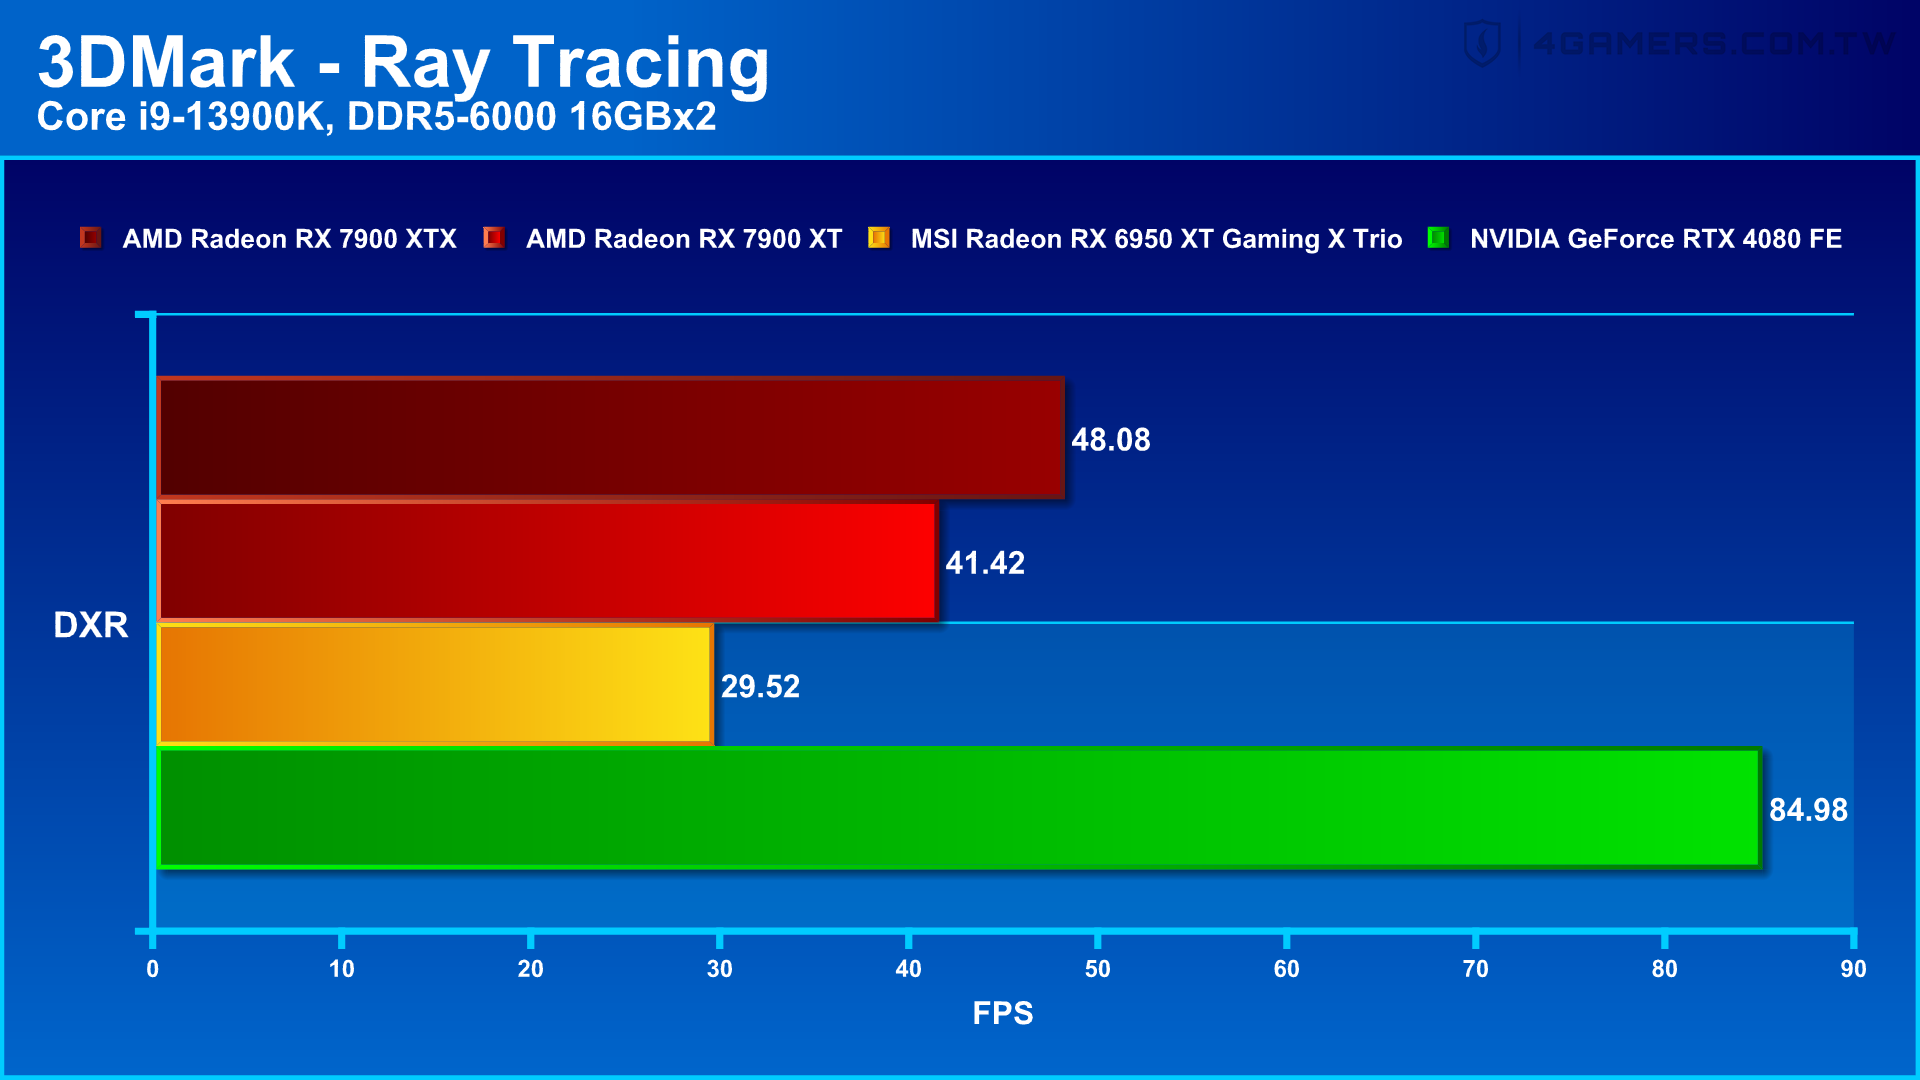 3DMark - Ray Tracing
4GAMERS.COM.TW
Core i9-13900K, DDR5-6000 16GBx2
AMD Radeon RX 7900 XTX AMD Radeon RX 7900 XT MSI Radeon RX 6950 XT Gaming X Trio NVIDIA GeForce RTX 4080 FE
48.08
41.42
DXR
29.52
84.98
0 10 20 30 40 50 60 70 80 90
FPS